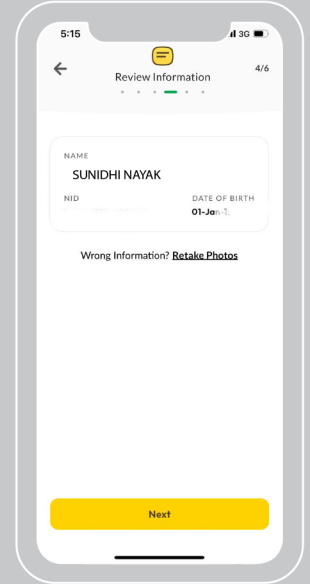 5:15
3G
4/6
Review Information
NAME
SUNIDHI NAYAK
NID
DATE OF BIRTH
01-Jan-1
Wrong Information? Retake Photos
Next